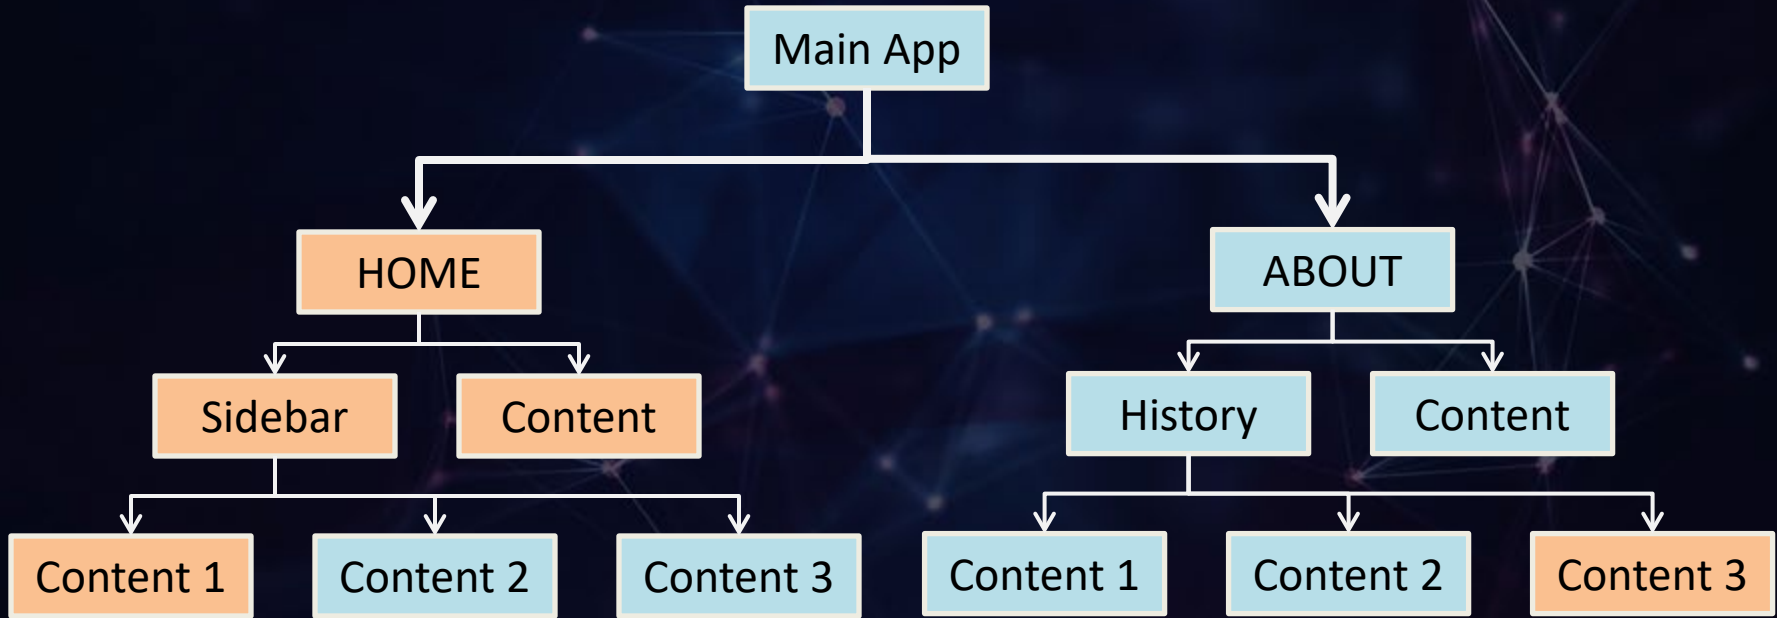 Main App
HOME
ABOUT
Sidebar
Content
History
Content
Content 1
Content 2
Content 3
Content 1
Content 2
Content 3